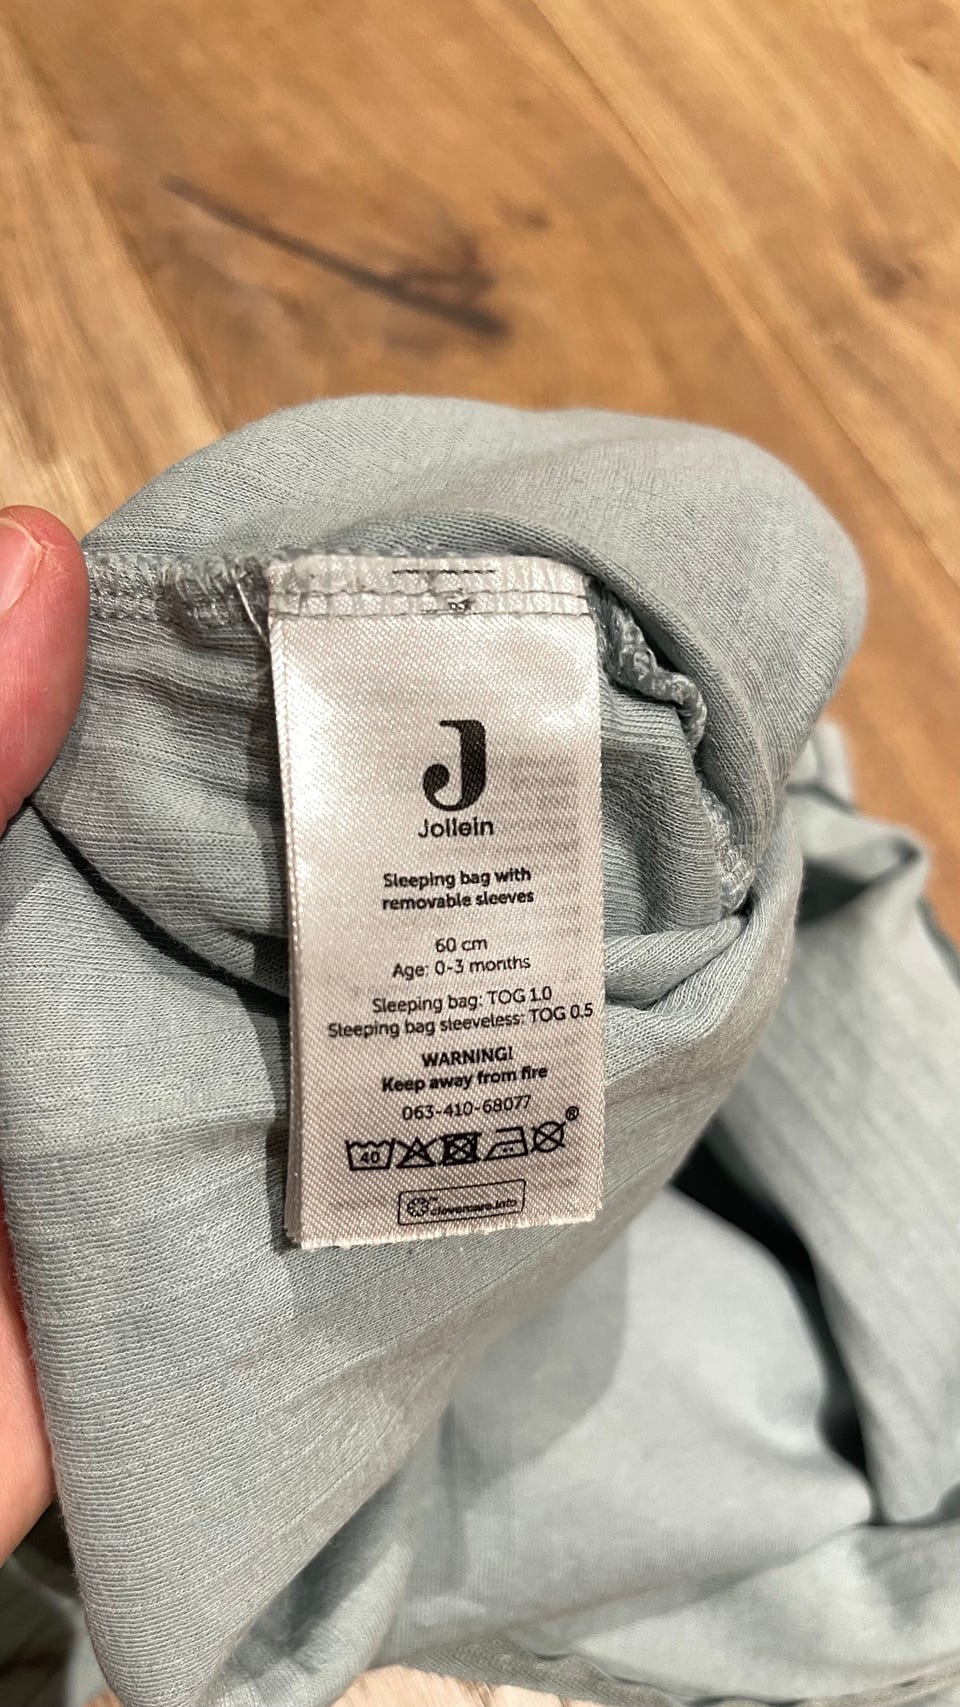 J
Jollein
Sleeping bag with
removable sleeves
60 cm
Age: 0-3 months
Sleeping bag: TOG 1.0
Sleeping bag sleeveless: TOG 0.5
WARNING!
Keep away from fire
063-410-68077
40 ®
clevercare.info